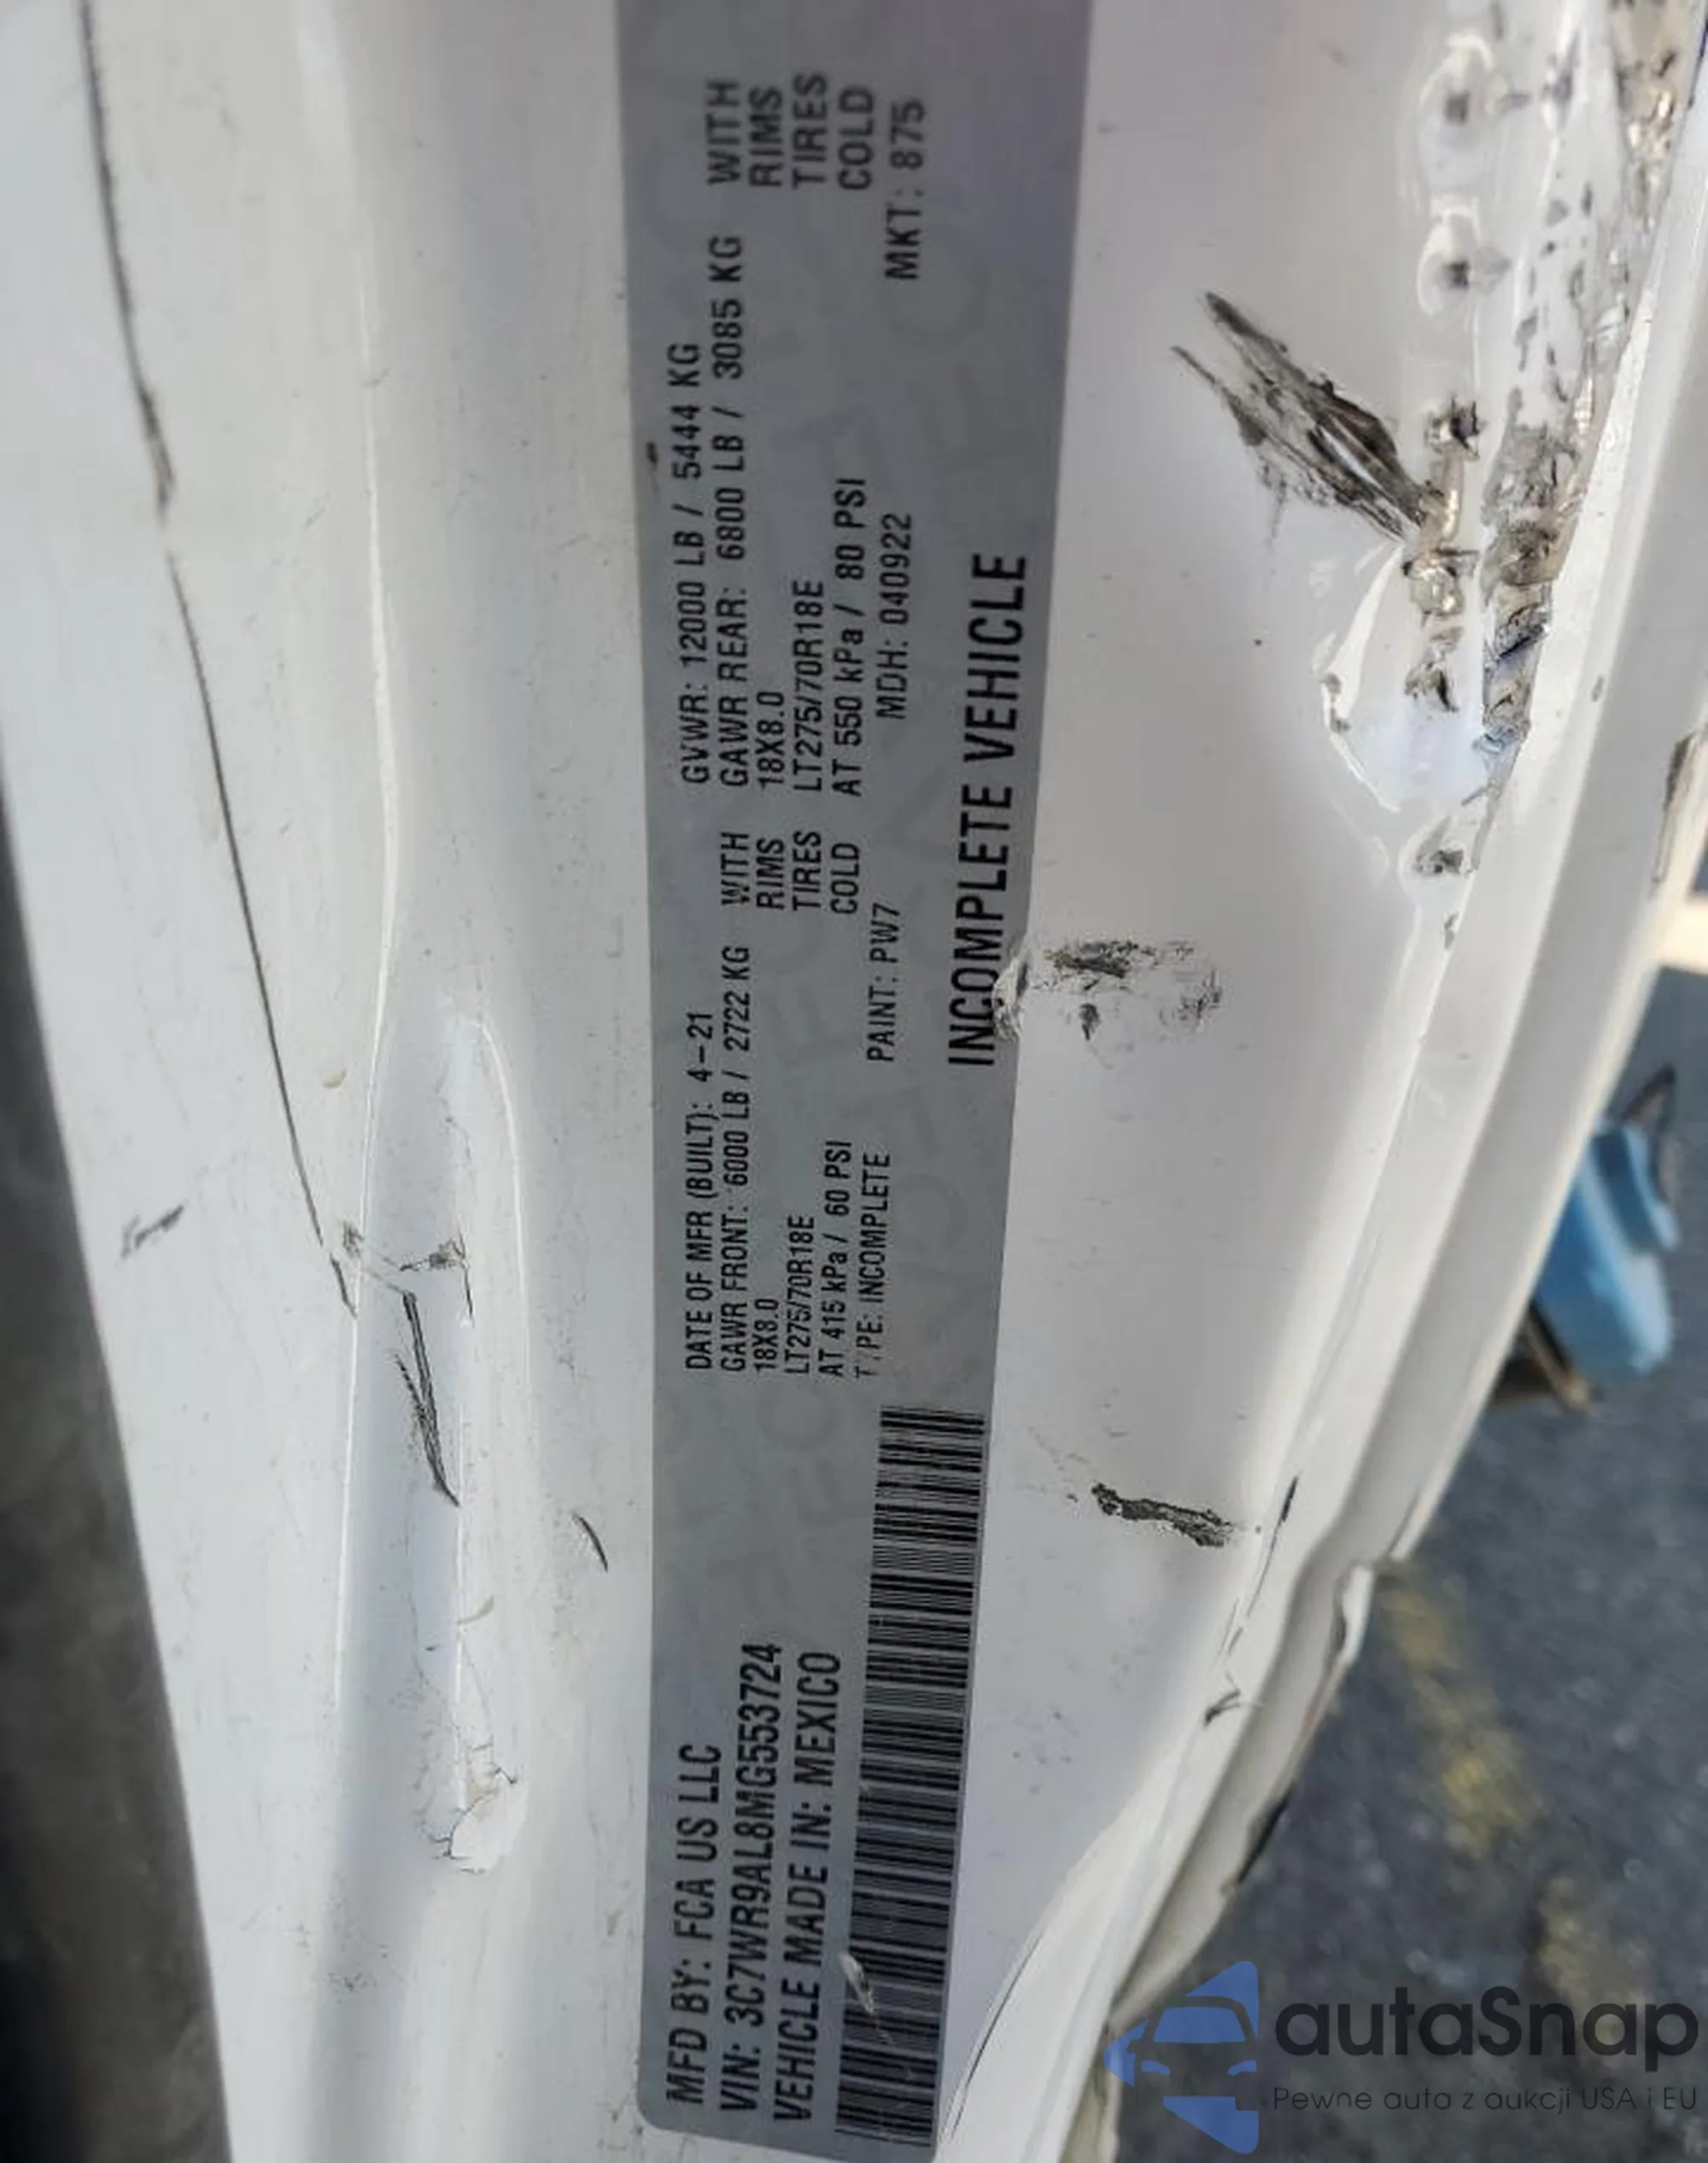 MFD BY: FCA US LLC
VIN: 3C7WR9AL8MG553724
VEHICLE MADE IN: MEXICO
DATE OF MFR (BUILT): 4-21
GAWR FRONT: 6000 LB / 2722 KG WITH
18X8.0 RIMS
LT275/70R18E TIRES
AT 415 kPa / 60 PSI COLD
TYPE: INCOMPLETE PAINT: PW7
GVWR: 12000 LB / 5444 KG
GAWR REAR: 6800 LB / 3085 KG WITH
18X8.0 RIMS
LT275/70R18E TIRES
AT 550 kPa / 80 PSI COLD
MDH: 040922 MKT: 875
INCOMPLETE VEHICLE
autaSnap
Pewne auta z aukcji USA i EU